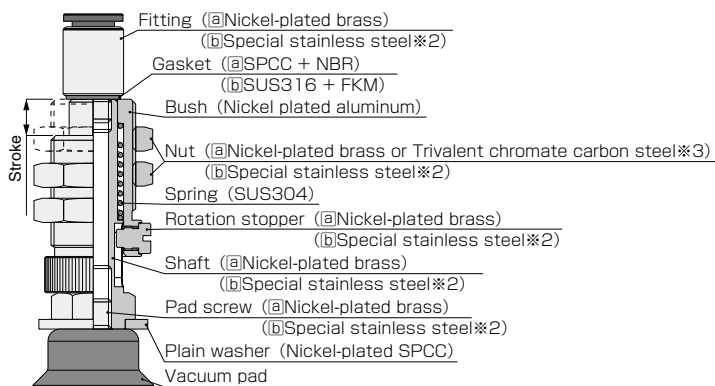 Fitting（ⓐNickel-plated brass）
（ⓑSpecial stainless steel※2）
Gasket（ⓐSPCC + NBR）
（ⓑSUS316 + FKM）
Bush（Nickel plated aluminum）
Stroke
Nut（ⓐNickel-plated brass or Trivalent chromate carbon steel※3）
（ⓑSpecial stainless steel※2）
Spring（SUS304）
Rotation stopper（ⓐNickel-plated brass）
（ⓑSpecial stainless steel※2）
Shaft（ⓐNickel-plated brass）
（ⓑSpecial stainless steel※2）
Pad screw（ⓐNickel-plated brass）
（ⓑSpecial stainless steel※2）
Plain washer（Nickel-plated SPCC）
Vacuum pad